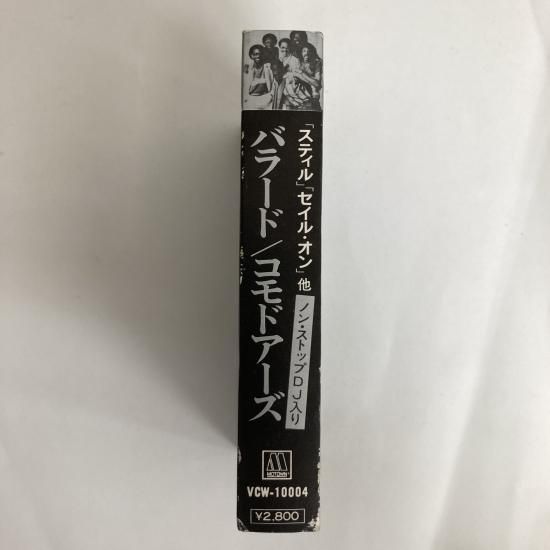 「スティル」「セイル・オン」他
バラード/コモドアーズ
ノン・ストップDJ入り
VCW-10004
¥2,800